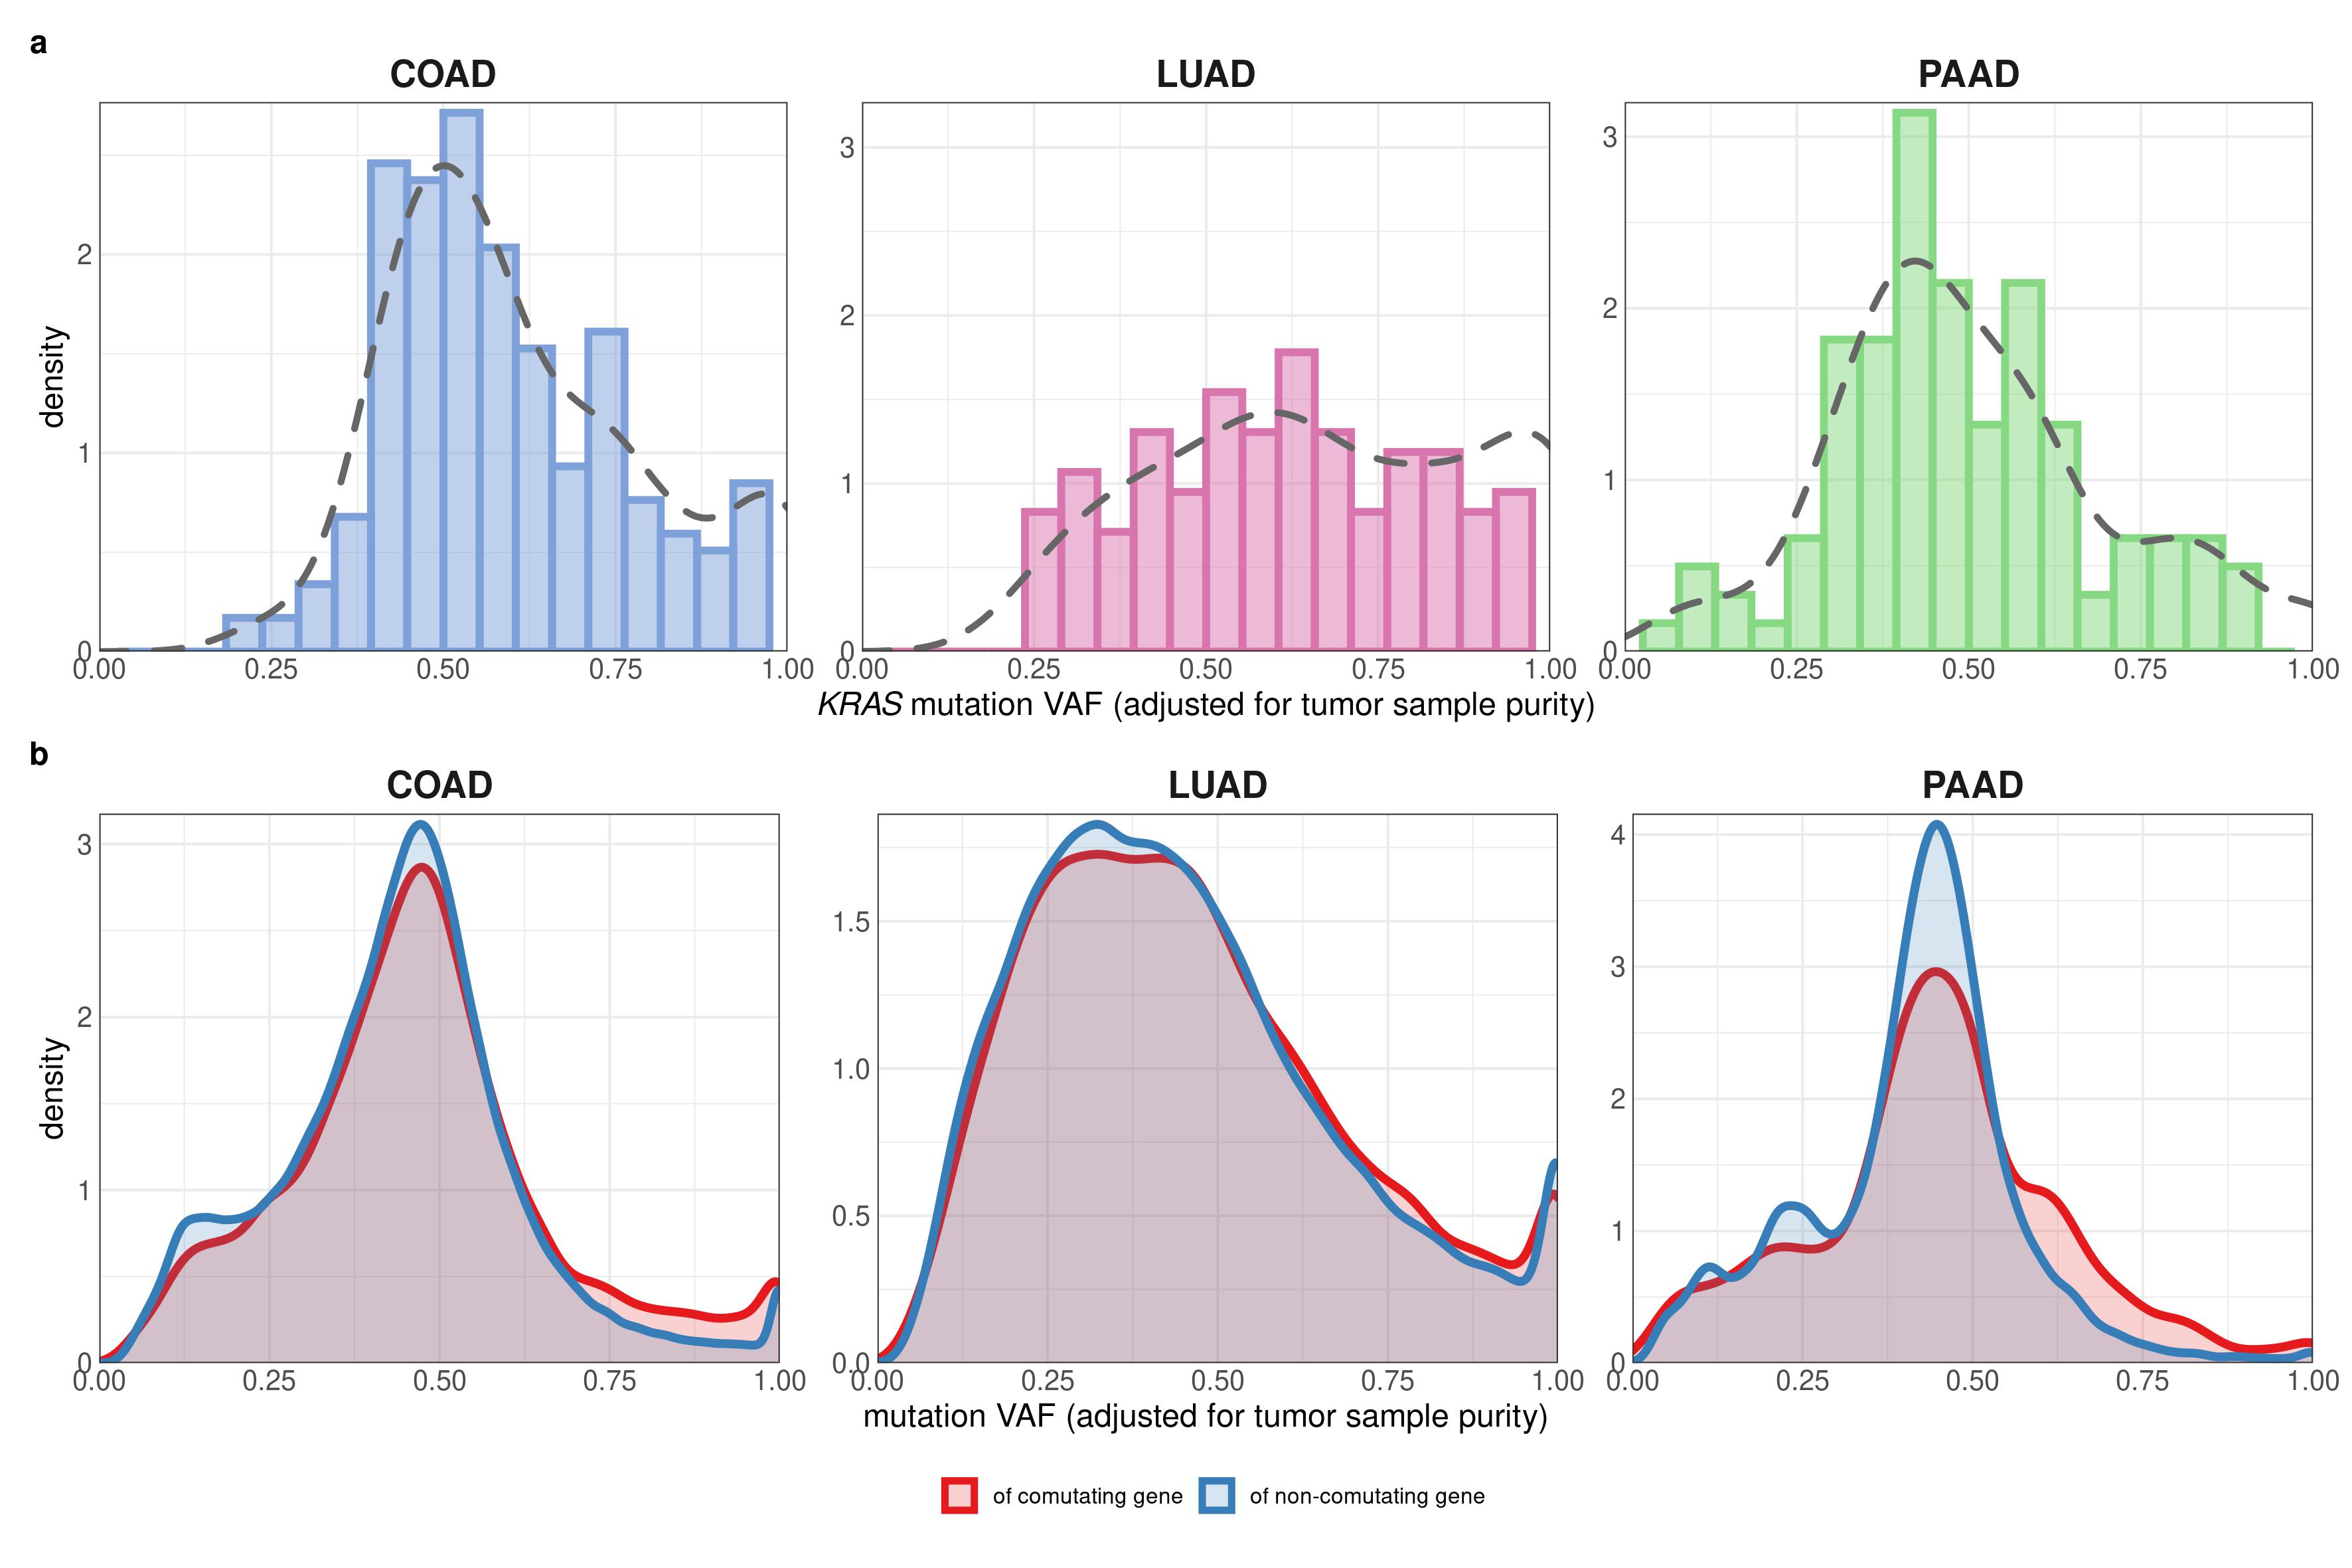 a
COAD
LUAD
PAAD
density
2
1
0
3
2
1
0
3
2
1
0
0.00 0.25 0.50 0.75 1.00
0.00 0.25 0.50 0.75 1.00
0.00 0.25 0.50 0.75 1.00
KRAS mutation VAF (adjusted for tumor sample purity)
b
COAD
LUAD
PAAD
density
3
2
1
0
1.5
1.0
0.5
0.0
4
3
2
1
0
0.00 0.25 0.50 0.75 1.00
0.00 0.25 0.50 0.75 1.00
0.00 0.25 0.50 0.75 1.00
mutation VAF (adjusted for tumor sample purity)
of comutating gene
of non-comutating gene